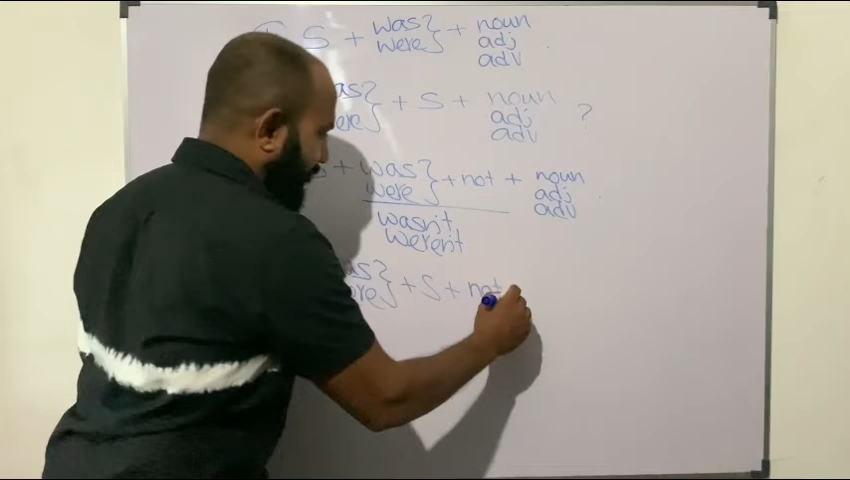 S + was } + noun
were adj
adv
was } + S + noun ?
were adj
adv
S + was } + not + noun
were adj
adv
wasn't
weren't
was } + S + not
were